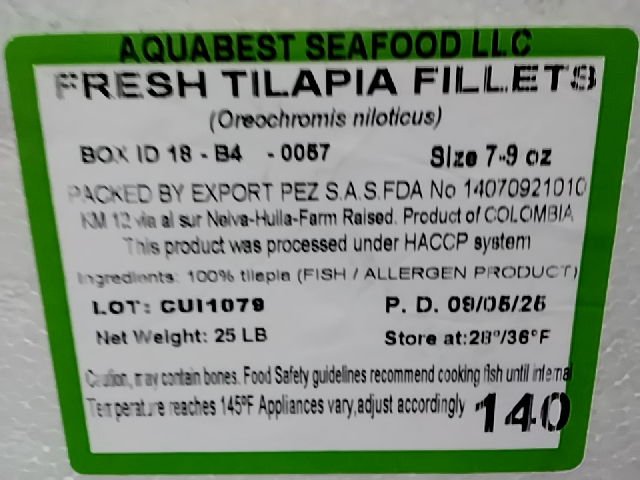 AQUABEST SEAFOOD LLC
FRESH TILAPIA FILLETS
(Oreochromis niloticus)
BOX ID 18 - B4 - 0057 Size 7-9 oz
PACKED BY EXPORT PEZ S.A.S.FDA No 14070921010
KM 12 via al sur Neiva-Huila-Farm Raised. Product of COLOMBIA
This product was processed under HACCP system
Ingredients: 100% tilapia (FISH / ALLERGEN PRODUCT)
LOT: CUI1079 P. D. 09/05/25
Net Weight: 25 LB Store at:28°/36°F
Caution, may contain bones. Food Safety guidelines recommend cooking fish until internal
Temperature reaches 145°F Appliances vary,adjust accordingly 140